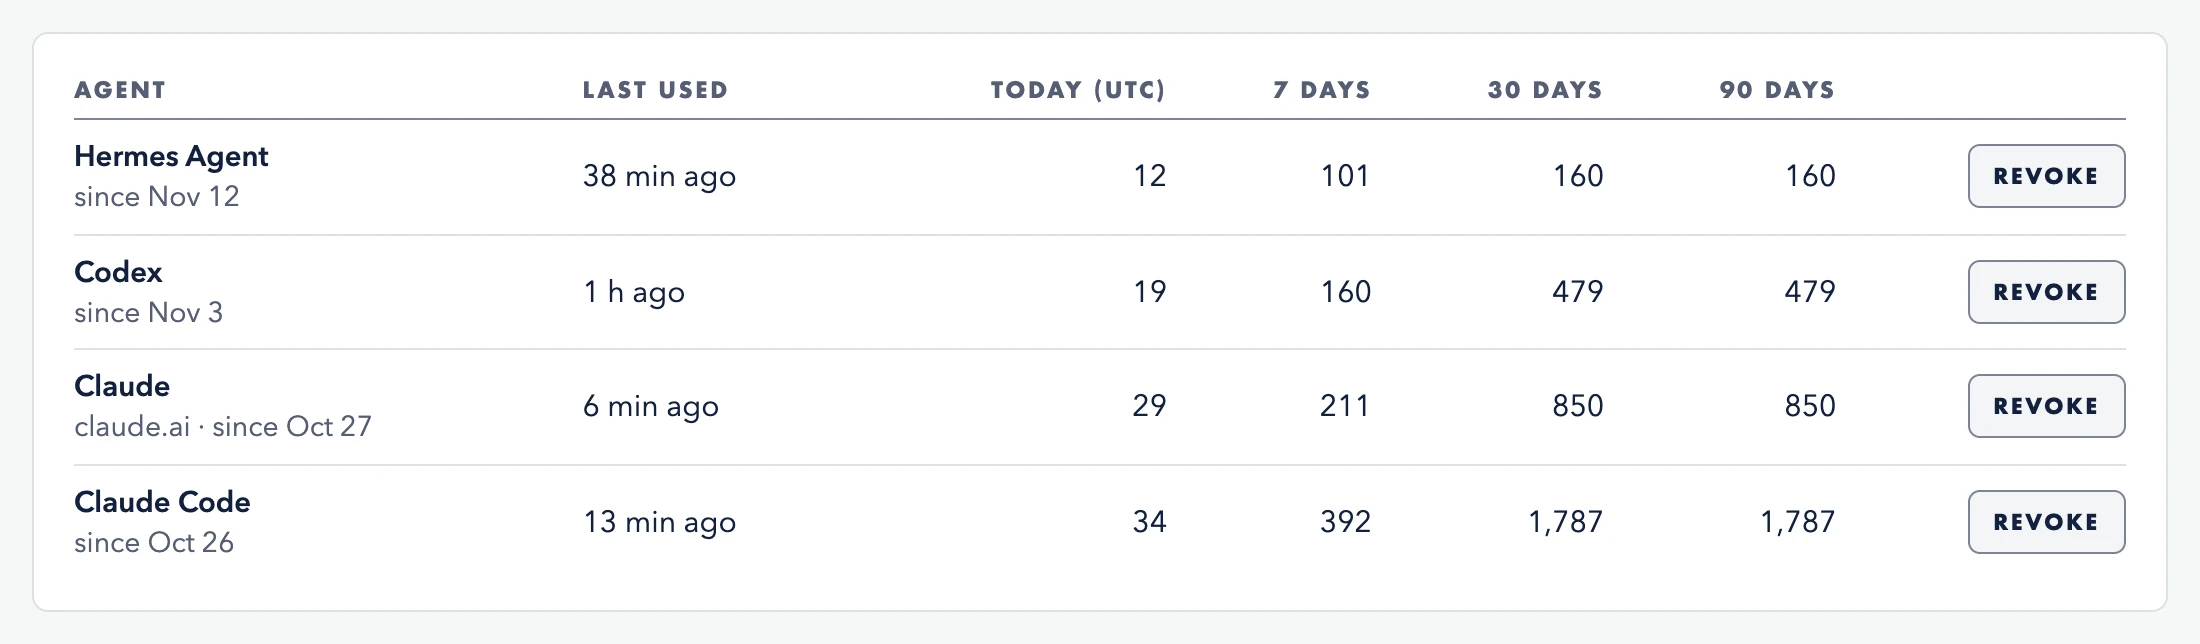 AGENT LAST USED TODAY (UTC) 7 DAYS 30 DAYS 90 DAYS
Hermes Agent
since Nov 12
38 min ago 12 101 160 160 REVOKE
Codex
since Nov 3
1 h ago 19 160 479 479 REVOKE
Claude
claude.ai · since Oct 27
6 min ago 29 211 850 850 REVOKE
Claude Code
since Oct 26
13 min ago 34 392 1,787 1,787 REVOKE